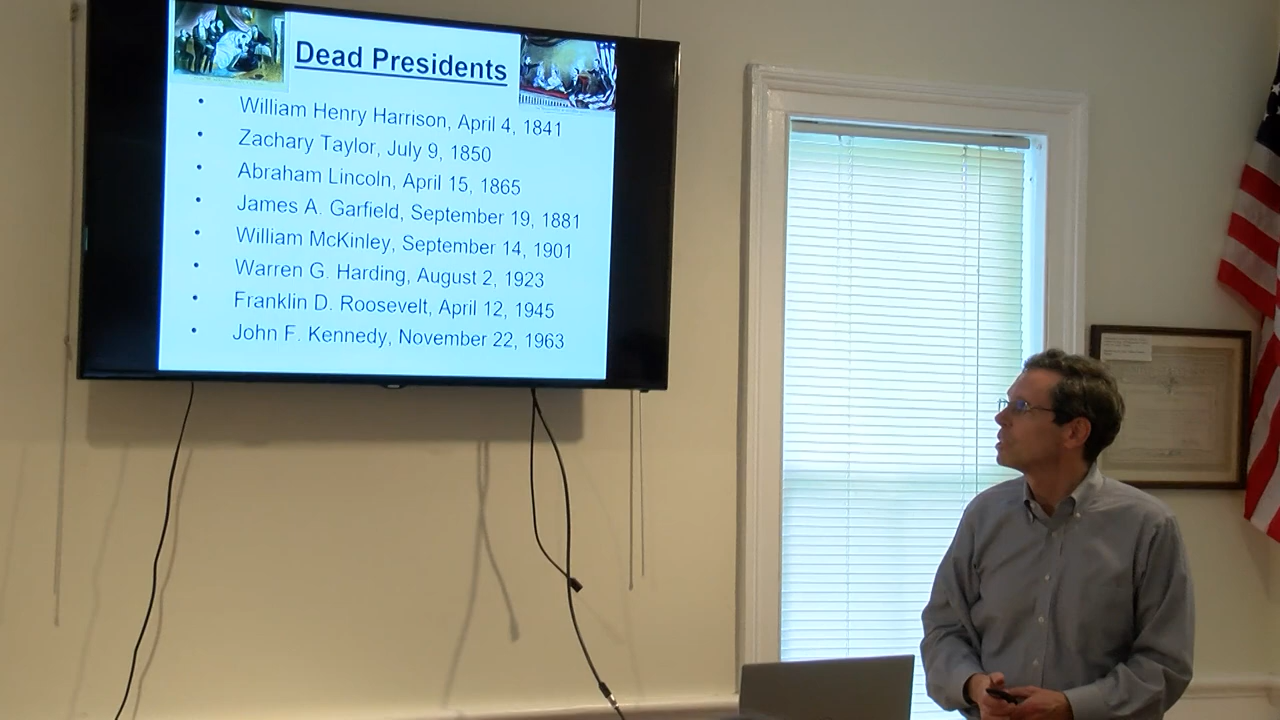 Dead Presidents
• William Henry Harrison, April 4, 1841
• Zachary Taylor, July 9, 1850
• Abraham Lincoln, April 15, 1865
• James A. Garfield, September 19, 1881
• William McKinley, September 14, 1901
• Warren G. Harding, August 2, 1923
• Franklin D. Roosevelt, April 12, 1945
• John F. Kennedy, November 22, 1963